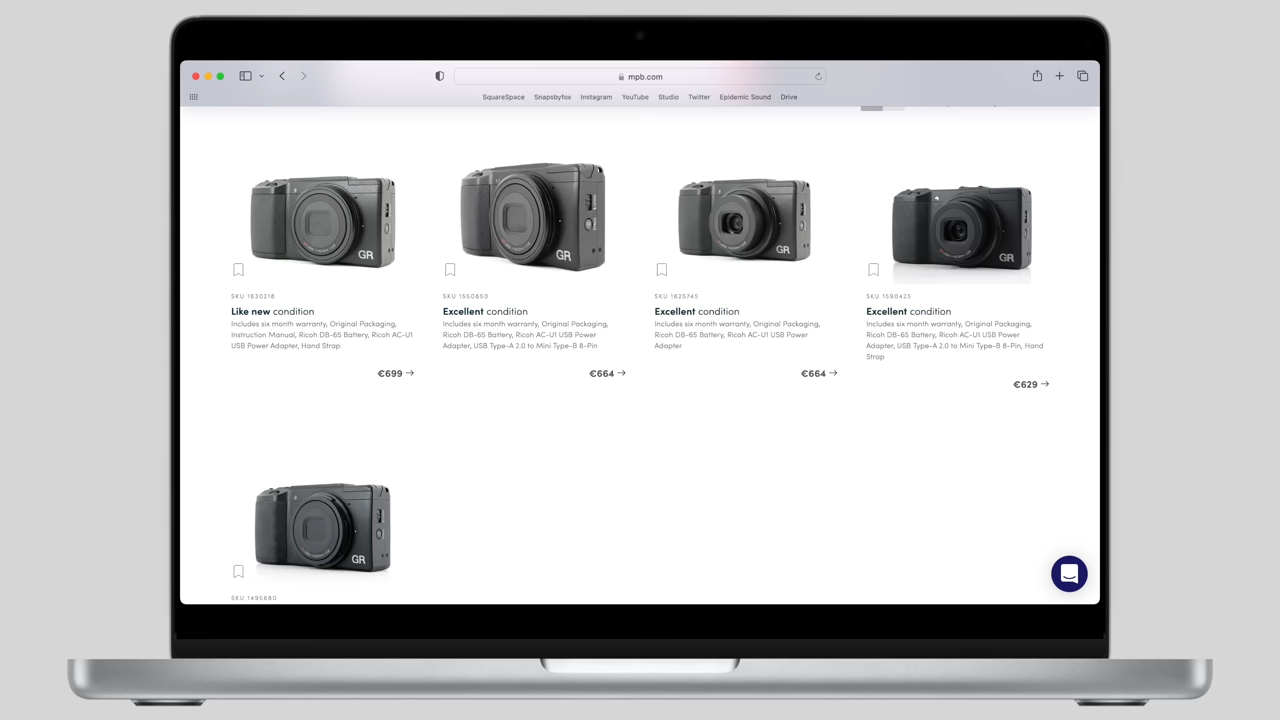 mpb.com
SquareSpace Snapsbyfox Instagram YouTube Studio Twitter Epidemic Sound Drive
GR
GR
GR
GR
SKU 1630218
Like new condition
Includes six month warranty, Original Packaging,
Instruction Manual, Ricoh DB-65 Battery, Ricoh AC-U1
USB Power Adapter, Hand Strap
€699
SKU 1550850
Excellent condition
Includes six month warranty, Original Packaging,
Ricoh DB-65 Battery, Ricoh AC-U1 USB Power
Adapter, USB Type-A 2.0 to Mini Type-B 8-Pin
€664
SKU 1625745
Excellent condition
Includes six month warranty, Original Packaging,
Ricoh DB-65 Battery, Ricoh AC-U1 USB Power
Adapter
€664
SKU 1590425
Excellent condition
Includes six month warranty, Original Packaging,
Ricoh DB-65 Battery, Ricoh AC-U1 USB Power
Adapter, USB Type-A 2.0 to Mini Type-B 8-Pin, Hand
Strap
€629
GR
SKU 1495680